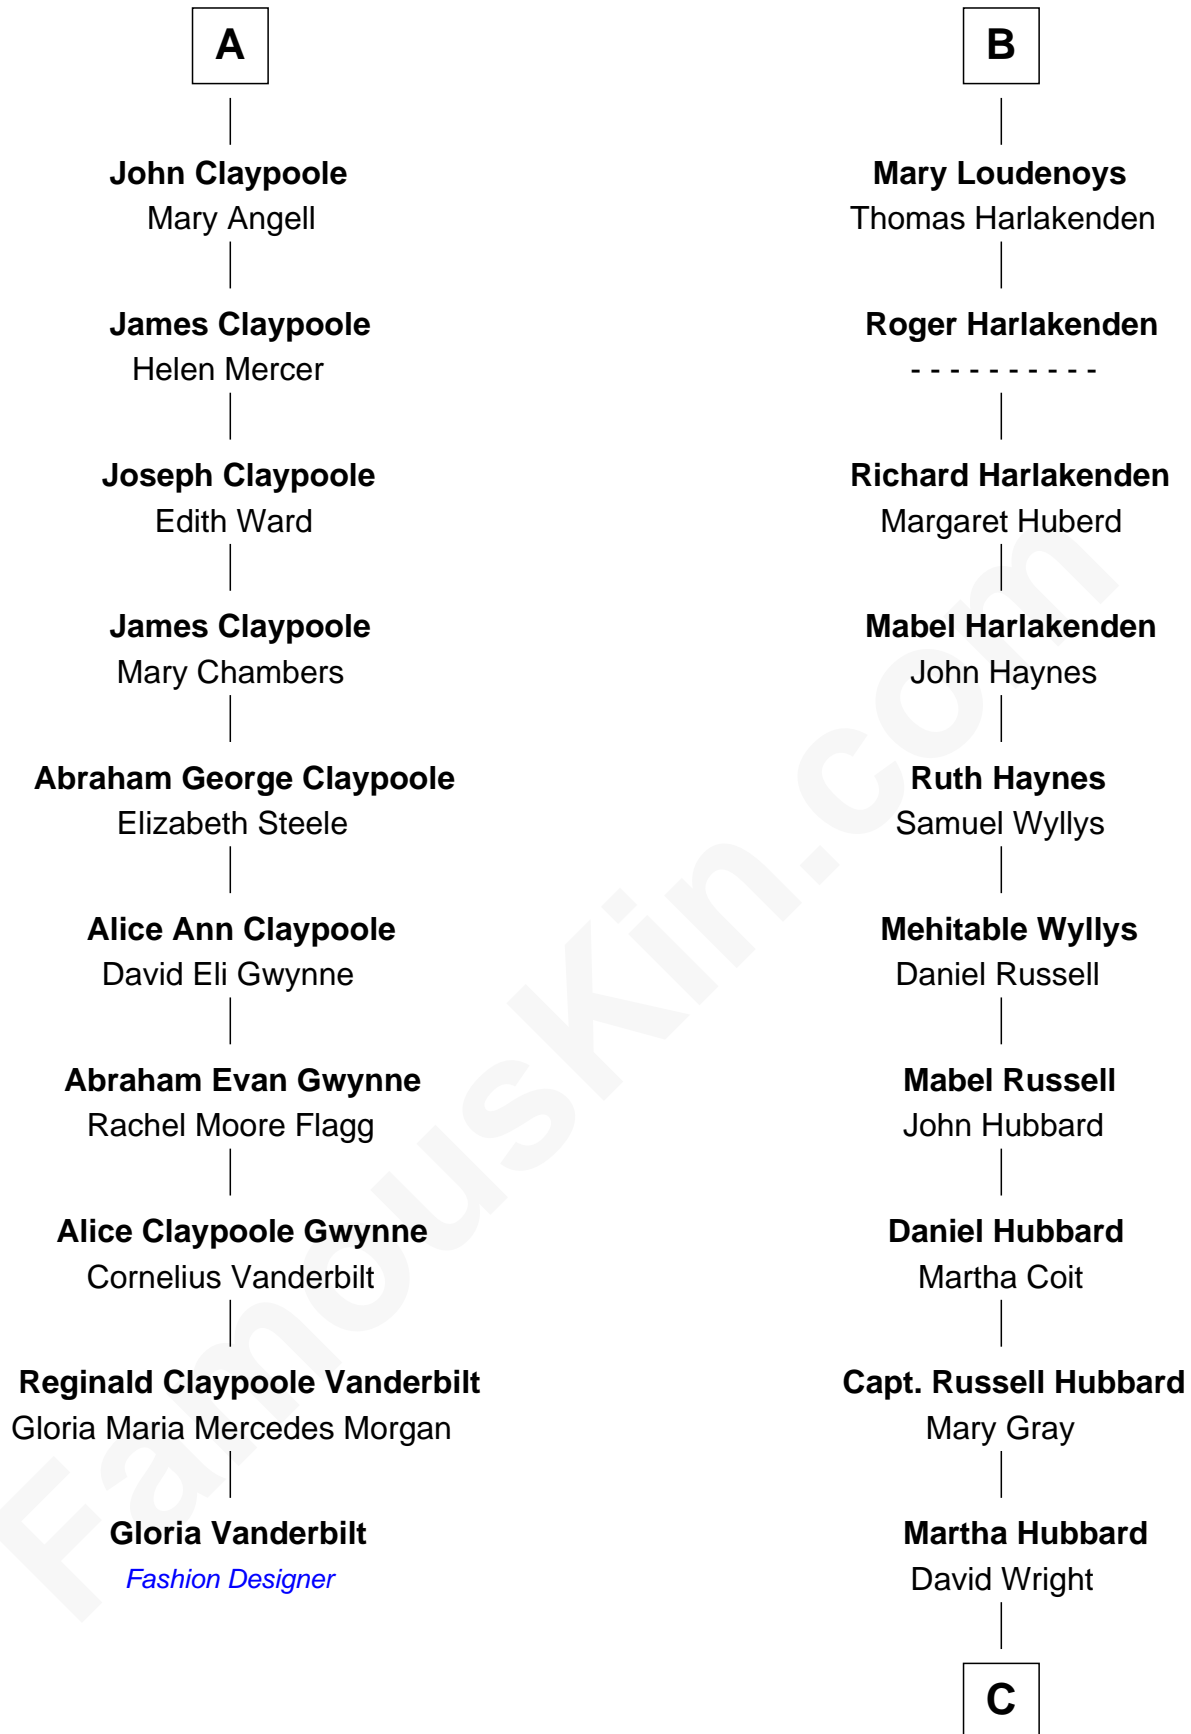 A
John Claypoole
Mary Angell
James Claypoole
Helen Mercer
Joseph Claypoole
Edith Ward
James Claypoole
Mary Chambers
Abraham George Claypoole
Elizabeth Steele
Alice Ann Claypoole
David Eli Gwynne
Abraham Evan Gwynne
Rachel Moore Flagg
Alice Claypoole Gwynne
Cornelius Vanderbilt
Reginald Claypoole Vanderbilt
Gloria Maria Mercedes Morgan
Gloria Vanderbilt
Fashion Designer
B
Mary Loudenoys
Thomas Harlakenden
Roger Harlakenden
- - - - - - - - - -
Richard Harlakenden
Margaret Huberd
Mabel Harlakenden
John Haynes
Ruth Haynes
Samuel Wyllys
Mehitable Wyllys
Daniel Russell
Mabel Russell
John Hubbard
Daniel Hubbard
Martha Coit
Capt. Russell Hubbard
Mary Gray
Martha Hubbard
David Wright
C
FamousKin.com